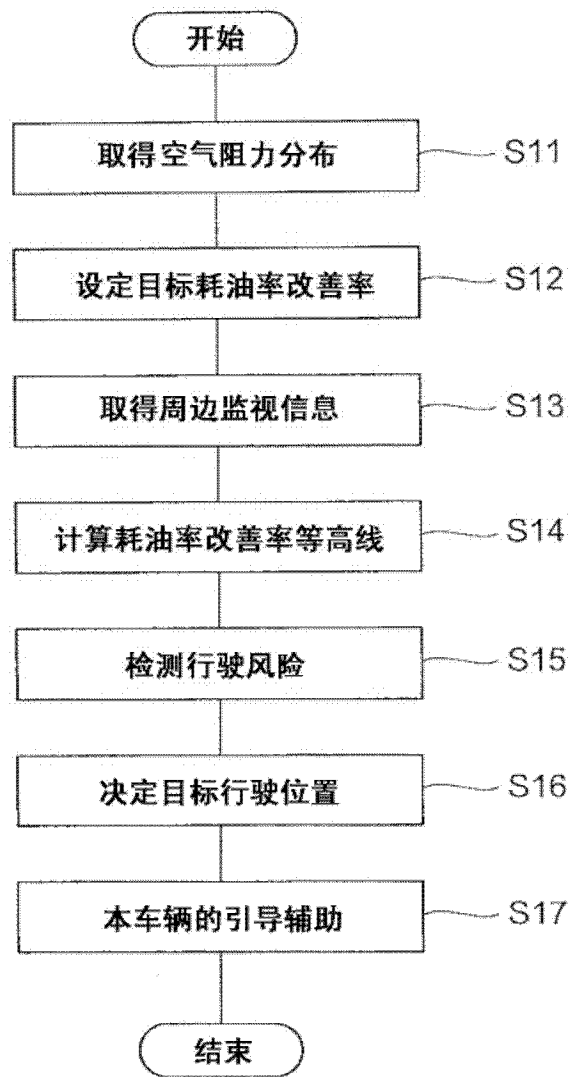 开始
取得空气阻力分布
S11
设定目标耗油率改善率
S12
取得周边监视信息
S13
计算耗油率改善率等高线
S14
检测行驶风险
S15
决定目标行驶位置
S16
本车辆的引导辅助
S17
结束